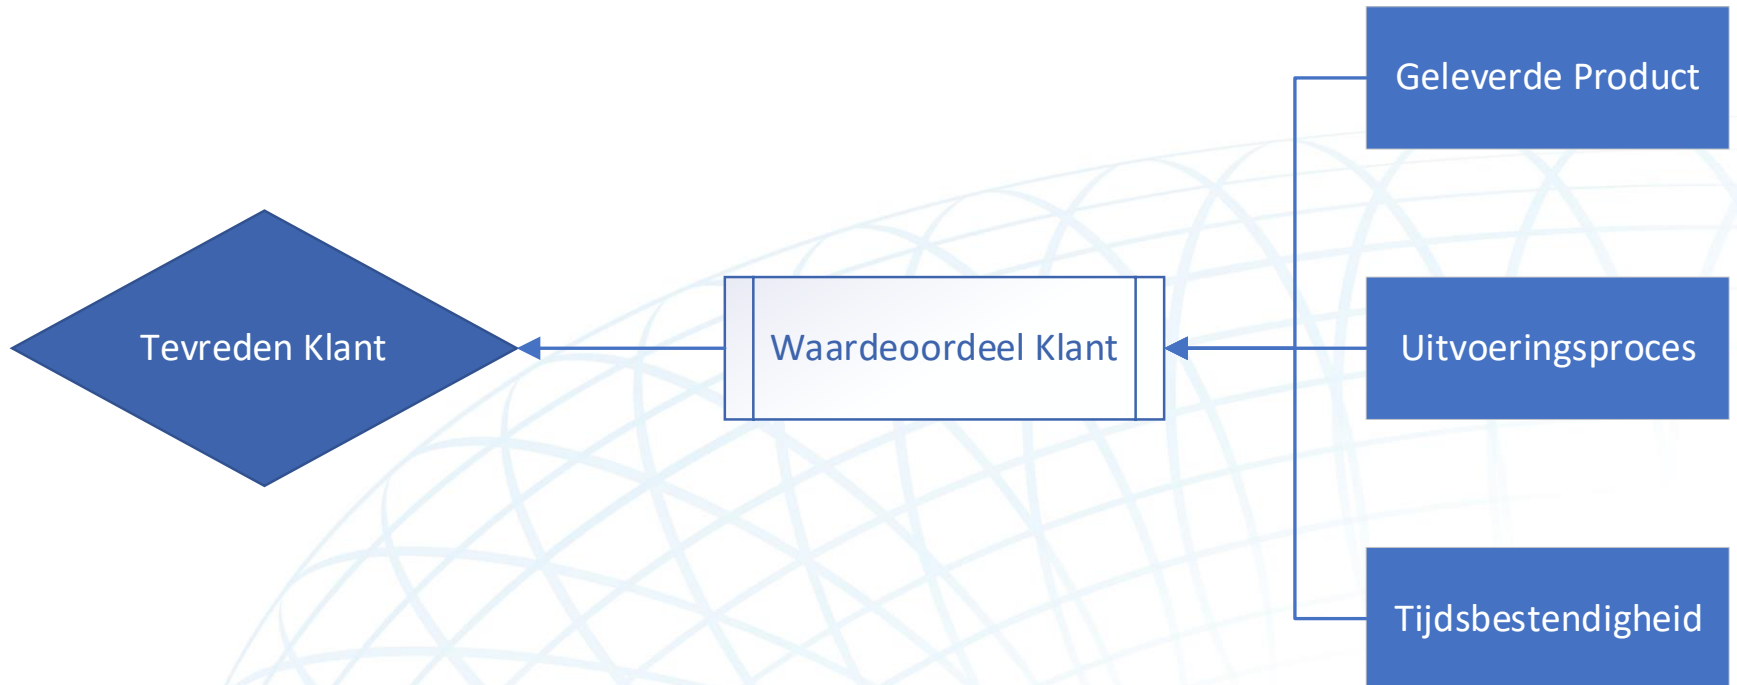 Geleverde Product
Tevreden Klant
Waardeoordeel Klant
Uitvoeringsproces
Tijdsbestendigheid